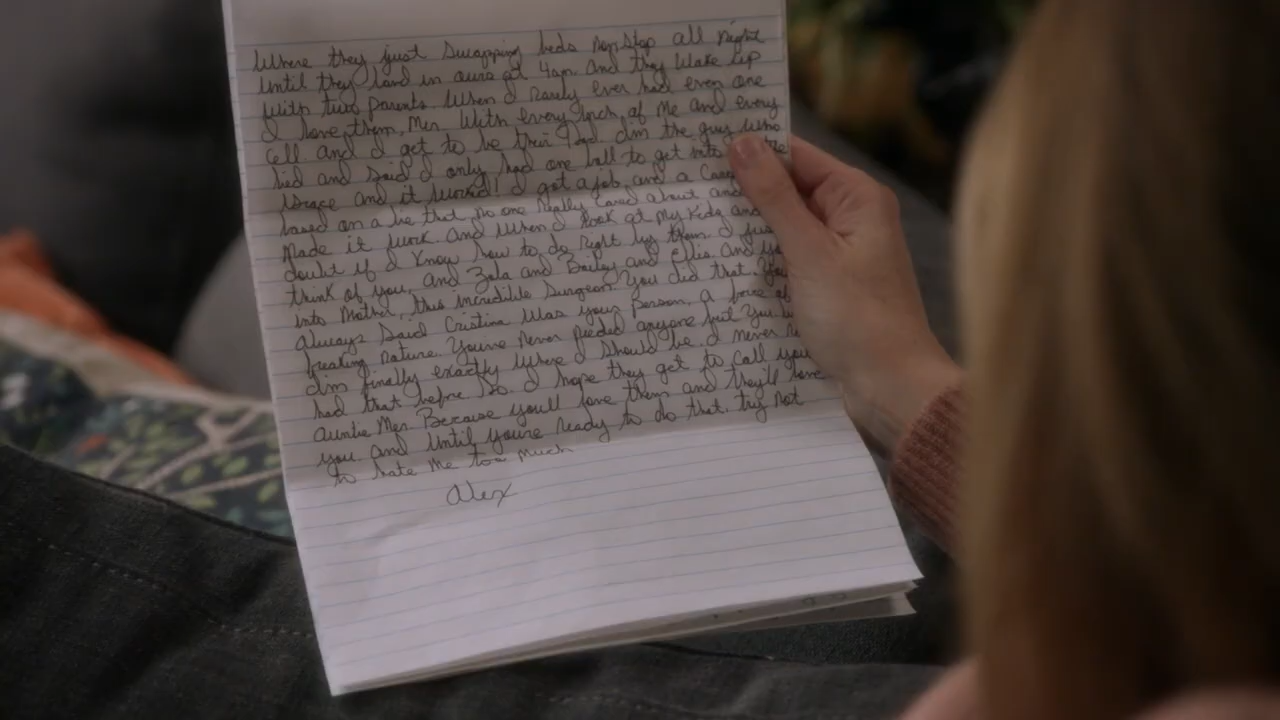 Where they just swapping beds nonstop all night
until they land in ours at 4am and they wake up
with two parents when I rarely ever had even one
I love them, Mer. With every inch of me and every
cell and I get to be their dad. I'm the guy who
lied and said I only had one ball to get into
and it worked! I got a job and a
based on a lie that no one really cared about and
made it work. and when I look at my kids and
doubt if I know how to do right by them I just
think of you, and Zola and Bailey and Ellis. and
into Mother, this incredible Surgeon. You did that. You
always said Cristina was your person, a force of
freaking nature. You've never needed anyone but you
I'm finally exactly where I should be. I never
had that before. So I hope they get to call you
auntie Mer. Because you'll love them and they'll love
you and until you're ready to do that, try not
to hate me too much
Alex